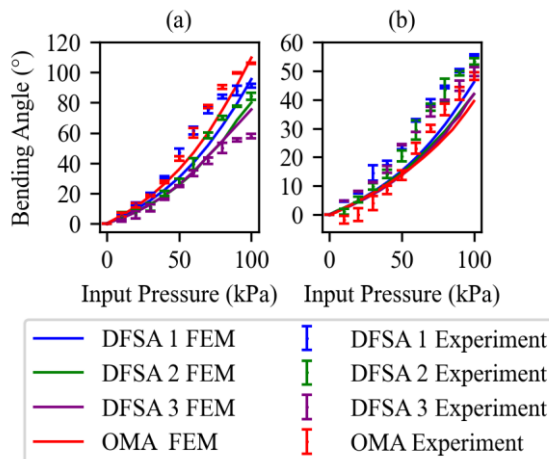 (a) (b)
120 60
100 50
80 40
60 30
40 20
20 10
0 0
Bending Angle (°)
0 50 100 0 50 100
Input Pressure (kPa) Input Pressure (kPa)
DFSA 1 FEM DFSA 1 Experiment
DFSA 2 FEM DFSA 2 Experiment
DFSA 3 FEM DFSA 3 Experiment
OMA FEM OMA Experiment